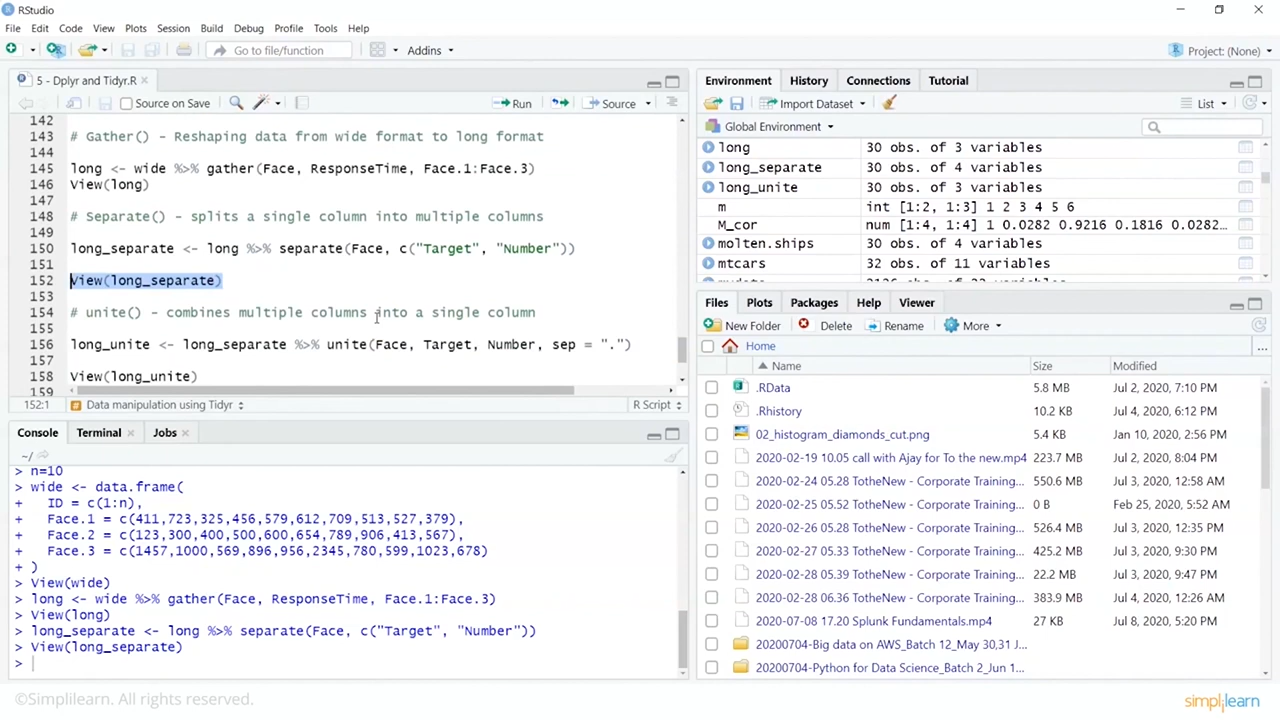 RStudio
File Edit Code View Plots Session Build Debug Profile Tools Help
Go to file/function Addins Project: (None)
5 - Dplyr and Tidyr.R
Source on Save Run Source
142
143 # Gather() - Reshaping data from wide format to long format
144
145 long <- wide %>% gather(Face, ResponseTime, Face.1:Face.3)
146 View(long)
147
148 # Separate() - splits a single column into multiple columns
149
150 long_separate <- long %>% separate(Face, c("Target", "Number"))
151
152 View(long_separate)
153
154 # unite() - combines multiple columns into a single column
155
156 long_unite <- long_separate %>% unite(Face, Target, Number, sep = ".")
157
158 View(long_unite)
159
152:1 Data manipulation using Tidyr R Script
Console Terminal Jobs
~/
> n=10
> wide <- data.frame(
+ ID = c(1:n),
+ Face.1 = c(411,723,325,456,579,612,709,513,527,379),
+ Face.2 = c(123,300,400,500,600,654,789,906,413,567),
+ Face.3 = c(1457,1000,569,896,956,2345,780,599,1023,678)
+ )
> View(wide)
> long <- wide %>% gather(Face, ResponseTime, Face.1:Face.3)
> View(long)
> long_separate <- long %>% separate(Face, c("Target", "Number"))
> View(long_separate)
>
Environment History Connections Tutorial
Import Dataset List
Global Environment
long 30 obs. of 3 variables
long_separate 30 obs. of 4 variables
long_unite 30 obs. of 3 variables
m int [1:2, 1:3] 1 2 3 4 5 6
M_cor num [1:4, 1:4] 1 0.0282 0.9216 0.1816 0.0282...
molten.ships 30 obs. of 4 variables
mtcars 32 obs. of 11 variables
Files Plots Packages Help Viewer
New Folder Delete Rename More
Home ...
Name Size Modified
.RData 5.8 MB Jul 2, 2020, 7:10 PM
.Rhistory 10.2 KB Jul 4, 2020, 6:12 PM
02_histogram_diamonds_cut.png 5.4 KB Jan 10, 2020, 2:56 PM
2020-02-19 10.05 call with Ajay for To the new.mp4 223.7 MB Jul 2, 2020, 8:04 PM
2020-02-24 05.28 TotheNew - Corporate Training... 550.6 MB Jul 3, 2020, 12:58 AM
2020-02-25 05.52 TotheNew - Corporate Training... 0 B Feb 25, 2020, 5:52 AM
2020-02-26 05.28 TotheNew - Corporate Training... 526.4 MB Jul 3, 2020, 12:35 PM
2020-02-27 05.33 TotheNew - Corporate Training... 425.2 MB Jul 3, 2020, 9:30 PM
2020-02-28 05.39 TotheNew - Corporate Training... 22.2 MB Jul 3, 2020, 9:47 PM
2020-02-28 06.36 TotheNew - Corporate Training... 383.9 MB Jul 4, 2020, 12:26 AM
2020-07-08 17.20 Splunk Fundamentals.mp4 27 KB Jul 8, 2020, 5:20 PM
20200704-Big data on AWS_Batch 12_May 30,31 J...
20200704-Python for Data Science_Batch 2_Jun 1...
©Simplilearn. All rights reserved.
simplilearn